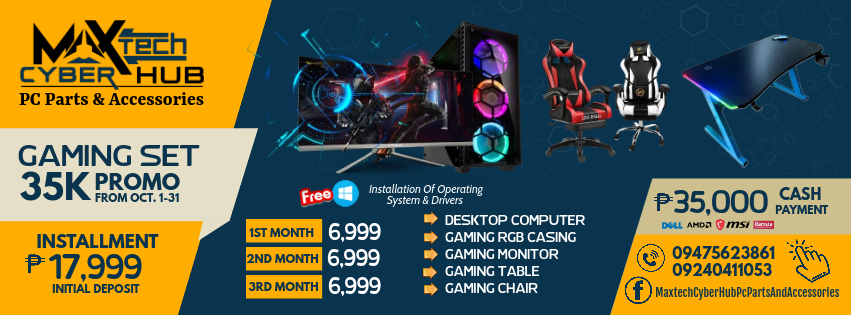 MAXtech
CYBER HUB
PC Parts & Accessories
GAMING SET
35K PROMO
FROM OCT. 1-31
INSTALLMENT
₱ 17,999
INITIAL DEPOSIT
Free
Installation Of Operating
System & Drivers
1ST MONTH 6,999
2ND MONTH 6,999
3RD MONTH 6,999
DESKTOP COMPUTER
GAMING RGB CASING
GAMING MONITOR
GAMING TABLE
GAMING CHAIR
₱35,000 CASH
PAYMENT
DELL AMD msi Ramsta
09475623861
09240411053
MaxtechCyberHubPcPartsAndAccessories